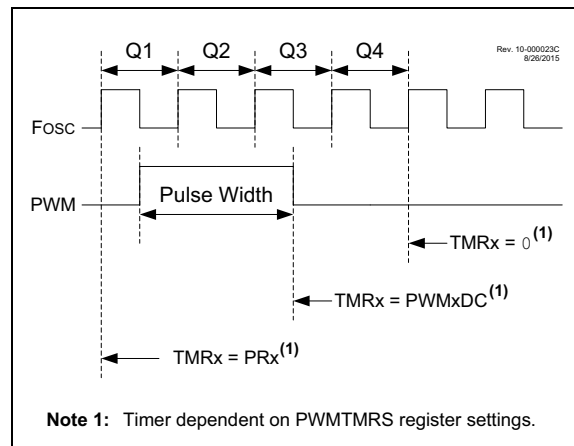 Q1 Q2 Q3 Q4
Rev. 10-000023C
8/26/2015
FOSC
PWM
Pulse Width
TMRx = 0(1)
TMRx = PWMxDC(1)
TMRx = PRx(1)
Note 1: Timer dependent on PWMTMRS register settings.